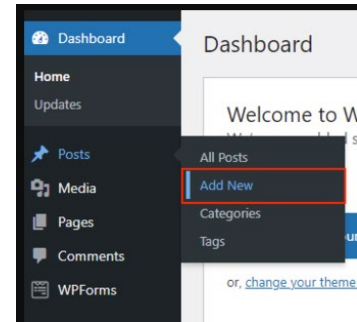 Dashboard
Home
Updates
Posts
Media
Pages
Comments
WPForms
Dashboard
Welcome to W
All Posts
Add New
Categories
Tags
or, change your theme